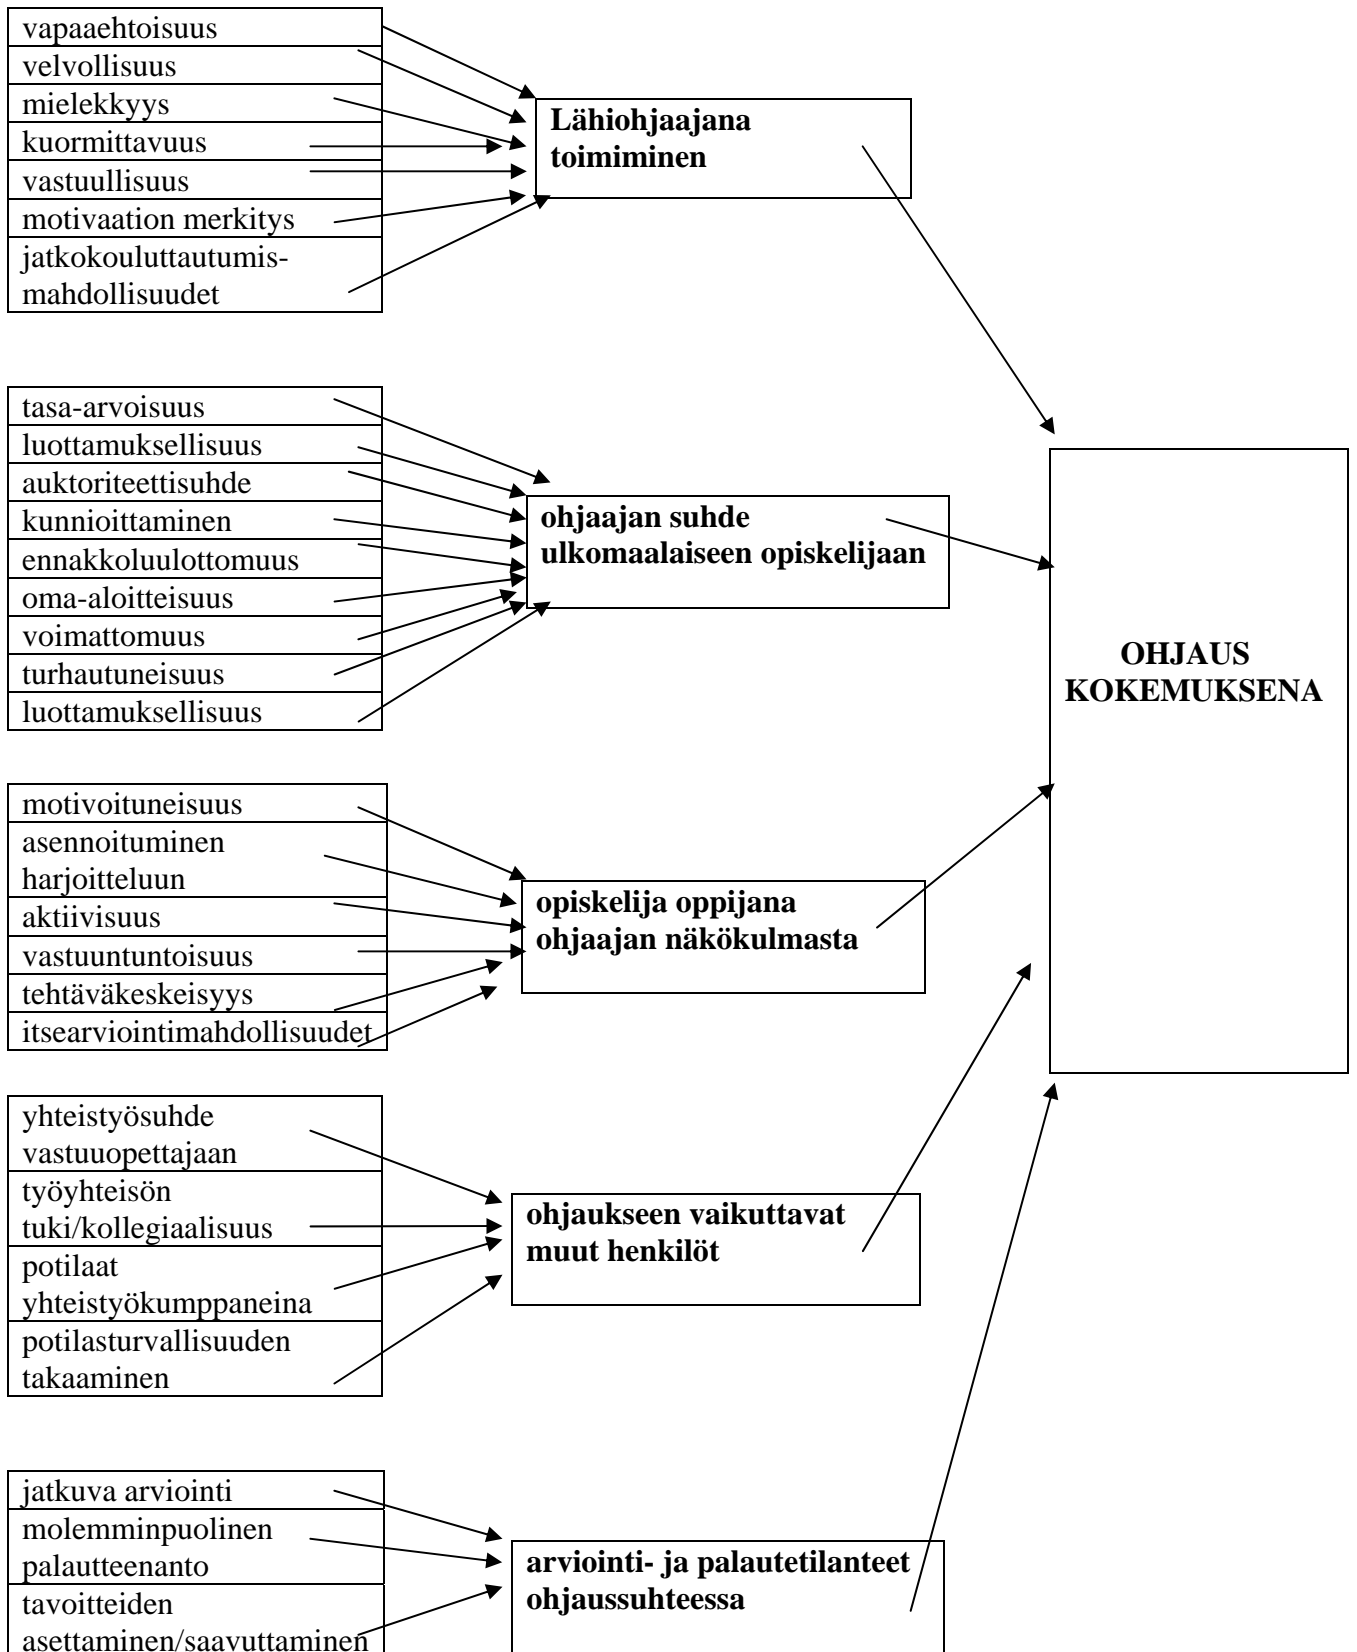 vapaaehtoisuus
velvollisuus
mielekkyys
kuormittavuus
vastuullisuus
motivaation merkitys
jatkokouluttautumis-
mahdollisuudet
Lähiohjaajana
toimiminen
tasa-arvoisuus
luottamuksellisuus
auktoriteettisuhde
kunnioittaminen
ennakkoluulottomuus
oma-aloitteisuus
voimattomuus
turhautuneisuus
luottamuksellisuus
ohjaajan suhde
ulkomaalaiseen opiskelijaan
OHJAUS
KOKEMUKSENA
motivoituneisuus
asennoituminen
harjoitteluun
aktiivisuus
vastuuntuntoisuus
tehtäväkeskeisyys
itsearviointimahdollisuudet
opiskelija oppijana
ohjaajan näkökulmasta
yhteistyösuhde
vastuuopettajaan
työyhteisön
tuki/kollegiaalisuus
potilaat
yhteistyökumppaneina
potilasturvallisuuden
takaaminen
ohjaukseen vaikuttavat
muut henkilöt
jatkuva arviointi
molemminpuolinen
palautteenanto
tavoitteiden
asettaminen/saavuttaminen
arviointi- ja palautetilanteet
ohjaussuhteessa